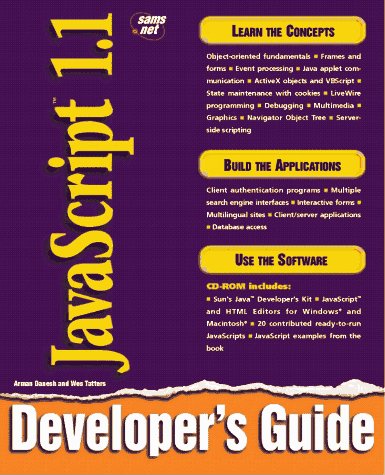 sams
net
JavaScript™ 1.1
LEARN THE CONCEPTS
Object-oriented fundamentals ■ Frames and
forms ■ Event processing ■ Java applet com-
munication ■ ActiveX objects and VBScript ■
State maintenance with cookies ■ LiveWire
programming ■ Debugging ■ Multimedia ■
Graphics ■ Navigator Object Tree ■ Server-
side scripting
BUILD THE APPLICATIONS
Client authentication programs ■ Multiple
search engine interfaces ■ Interactive forms ■
Multilingual sites ■ Client/server applications
■ Database access
USE THE SOFTWARE
CD-ROM includes:
■ Sun's Java™ Developer's Kit ■ JavaScript™
and HTML Editors for Windows® and
Macintosh® ■ 20 contributed ready-to-run
JavaScripts ■ JavaScript examples from the
book
Arman Danesh and Wes Tatters
Developer's Guide